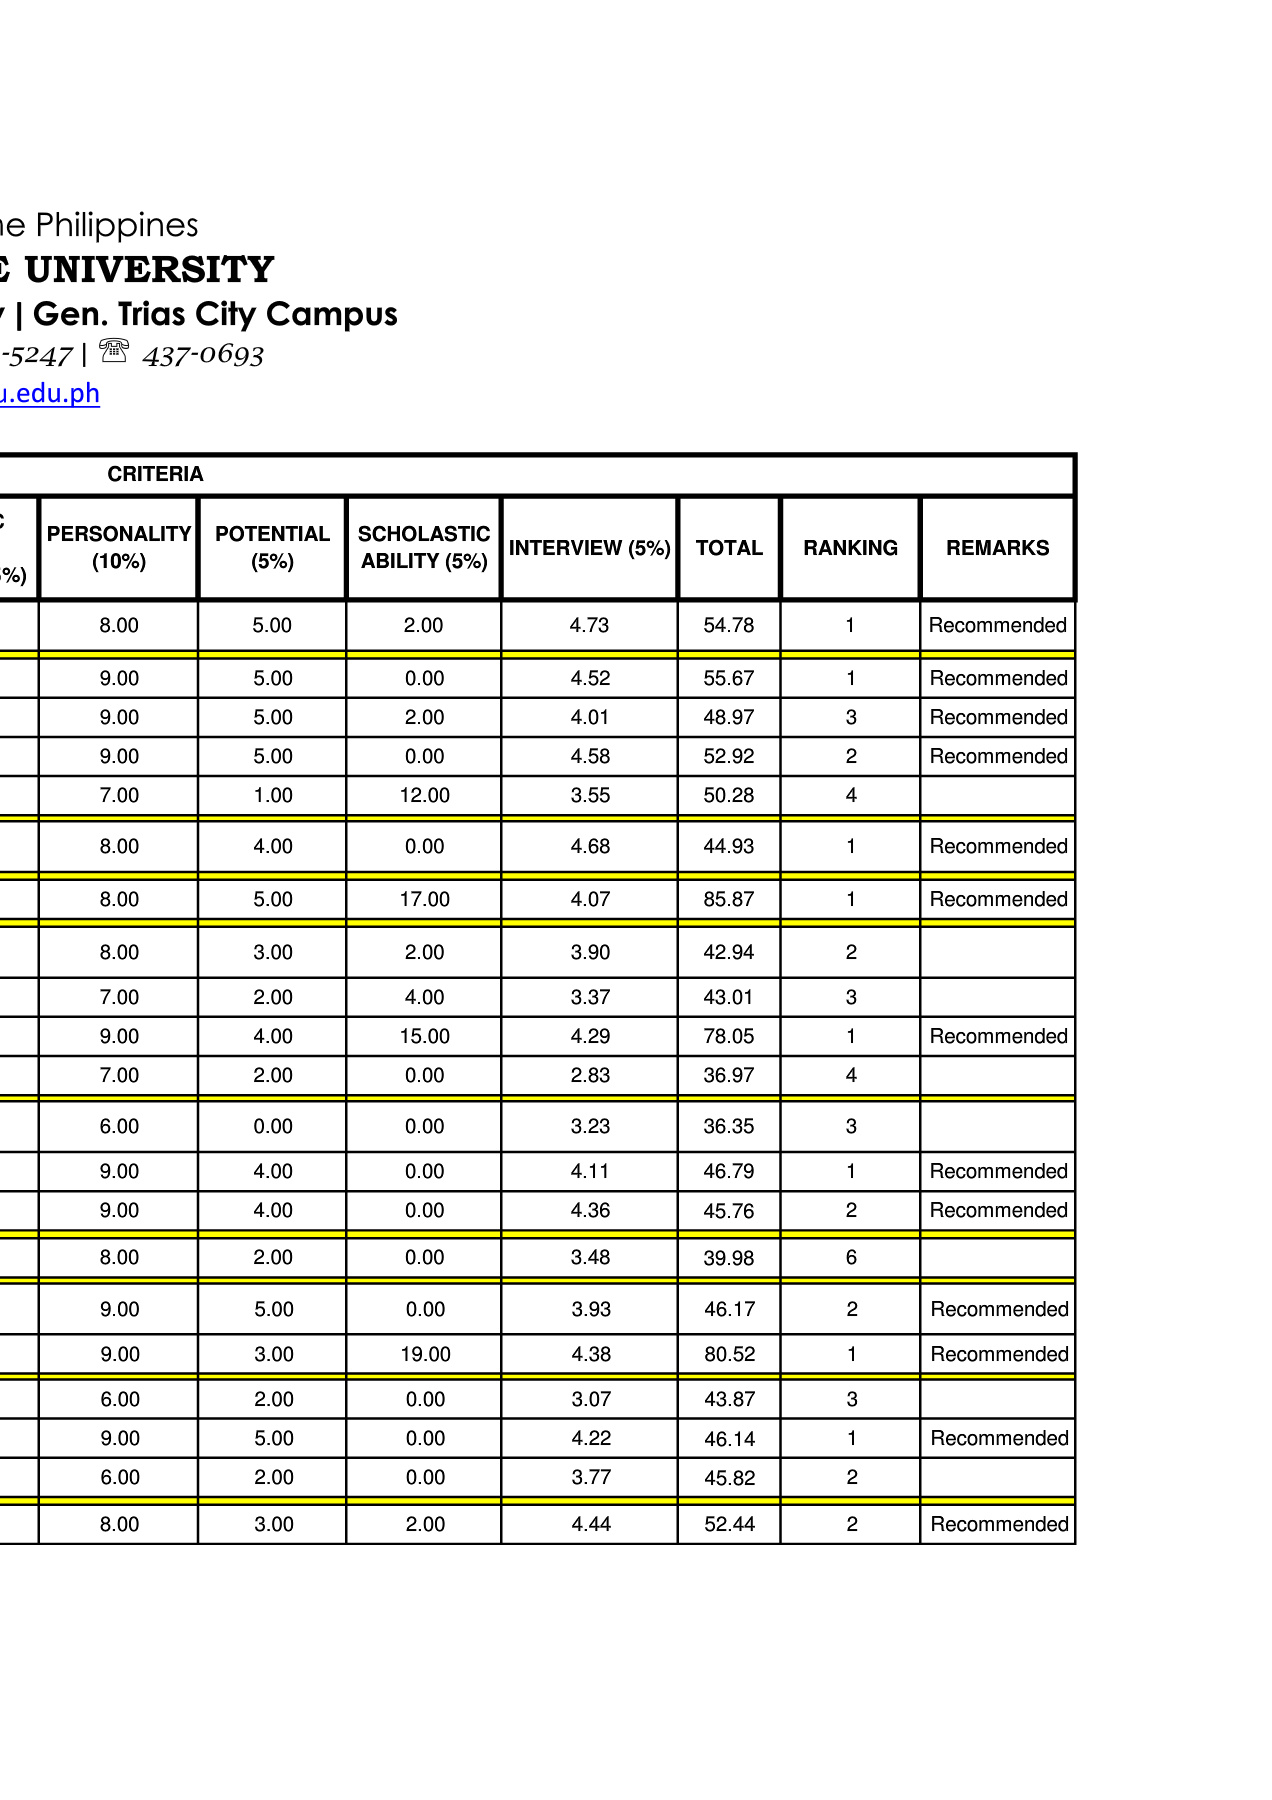 ne Philippines
E UNIVERSITY
y | Gen. Trias City Campus
-5247 | ☏ 437-0693
u.edu.ph
CRITERIA
C %) PERSONALITY (10%) POTENTIAL (5%) SCHOLASTIC ABILITY (5%) INTERVIEW (5%) TOTAL RANKING REMARKS
8.00 5.00 2.00 4.73 54.78 1 Recommended
9.00 5.00 0.00 4.52 55.67 1 Recommended
9.00 5.00 2.00 4.01 48.97 3 Recommended
9.00 5.00 0.00 4.58 52.92 2 Recommended
7.00 1.00 12.00 3.55 50.28 4
8.00 4.00 0.00 4.68 44.93 1 Recommended
8.00 5.00 17.00 4.07 85.87 1 Recommended
8.00 3.00 2.00 3.90 42.94 2
7.00 2.00 4.00 3.37 43.01 3
9.00 4.00 15.00 4.29 78.05 1 Recommended
7.00 2.00 0.00 2.83 36.97 4
6.00 0.00 0.00 3.23 36.35 3
9.00 4.00 0.00 4.11 46.79 1 Recommended
9.00 4.00 0.00 4.36 45.76 2 Recommended
8.00 2.00 0.00 3.48 39.98 6
9.00 5.00 0.00 3.93 46.17 2 Recommended
9.00 3.00 19.00 4.38 80.52 1 Recommended
6.00 2.00 0.00 3.07 43.87 3
9.00 5.00 0.00 4.22 46.14 1 Recommended
6.00 2.00 0.00 3.77 45.82 2
8.00 3.00 2.00 4.44 52.44 2 Recommended